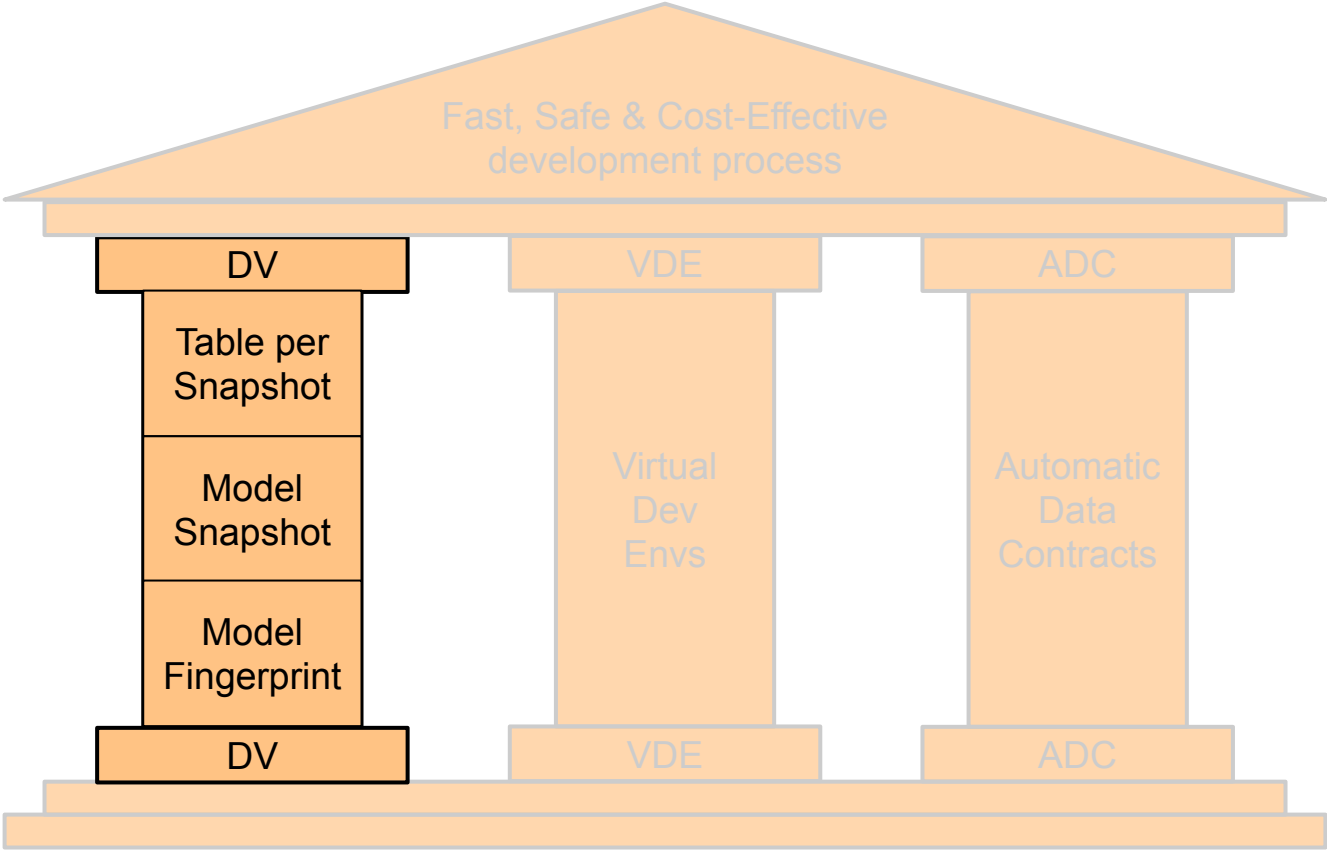 Fast, Safe & Cost-Effective
development process
DV
VDE
ADC
Table per
Snapshot
Model
Snapshot
Model
Fingerprint
Virtual
Dev
Envs
Automatic
Data
Contracts
DV
VDE
ADC